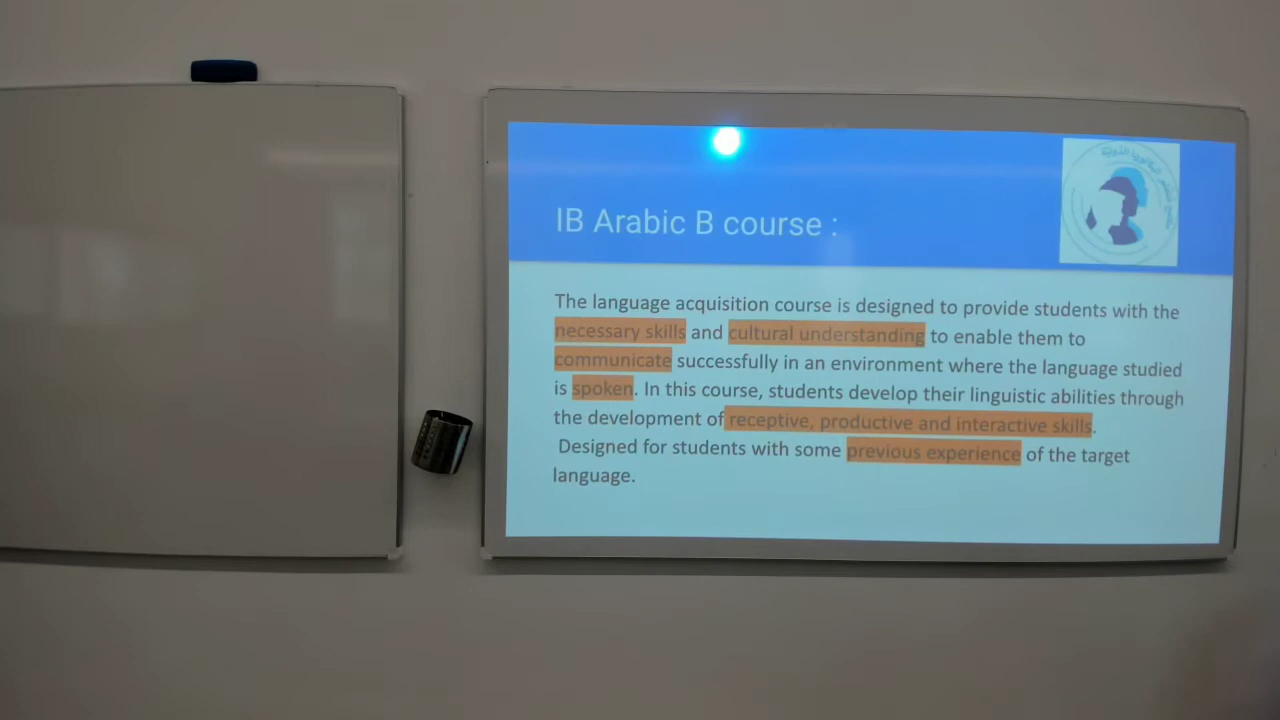 IB Arabic B course :
The language acquisition course is designed to provide students with the
necessary skills and cultural understanding to enable them to
communicate successfully in an environment where the language studied
is spoken. In this course, students develop their linguistic abilities through
the development of receptive, productive and interactive skills.
Designed for students with some previous experience of the target
language.